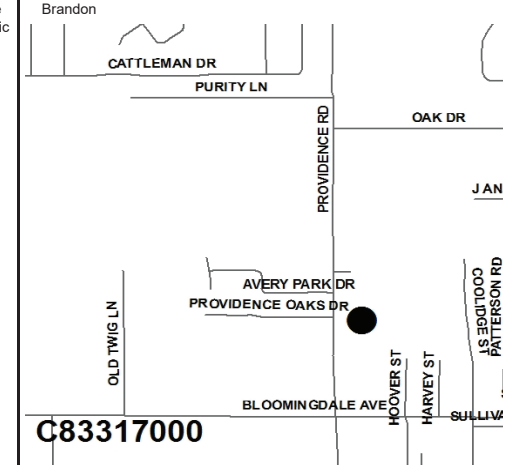 Brandon
ic
CATTLEMAN DR
PURITY LN
PROVIDENCE RD
OAK DR
JAN
AVERY PARK DR
PROVIDENCE OAKS DR
OLD TWIG LN
COOLIDGE ST
PATTERSON RD
HOOVER ST
HARVEY ST
BLOOMINGDALE AVE
SULLIVA
C83317000